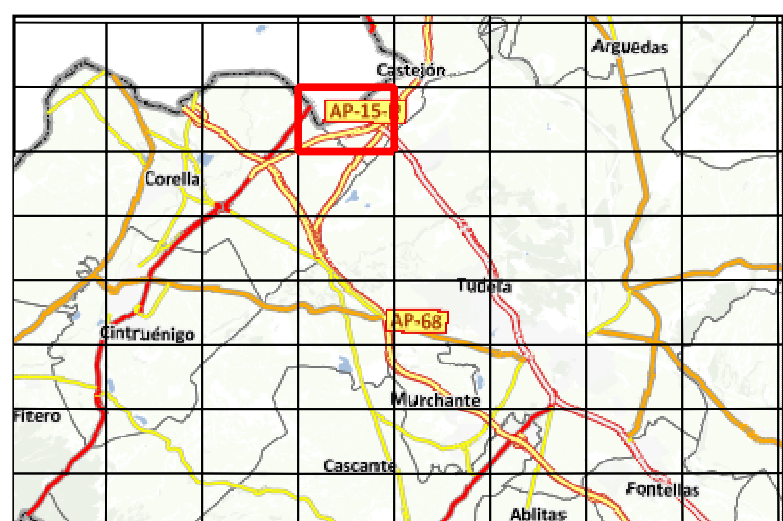 Arguedas
Castejón
AP-15-
Corella
Tudela
AP-68
Cintruénigo
Murchante
Fitero
Cascante
Fontellas
Ablitas